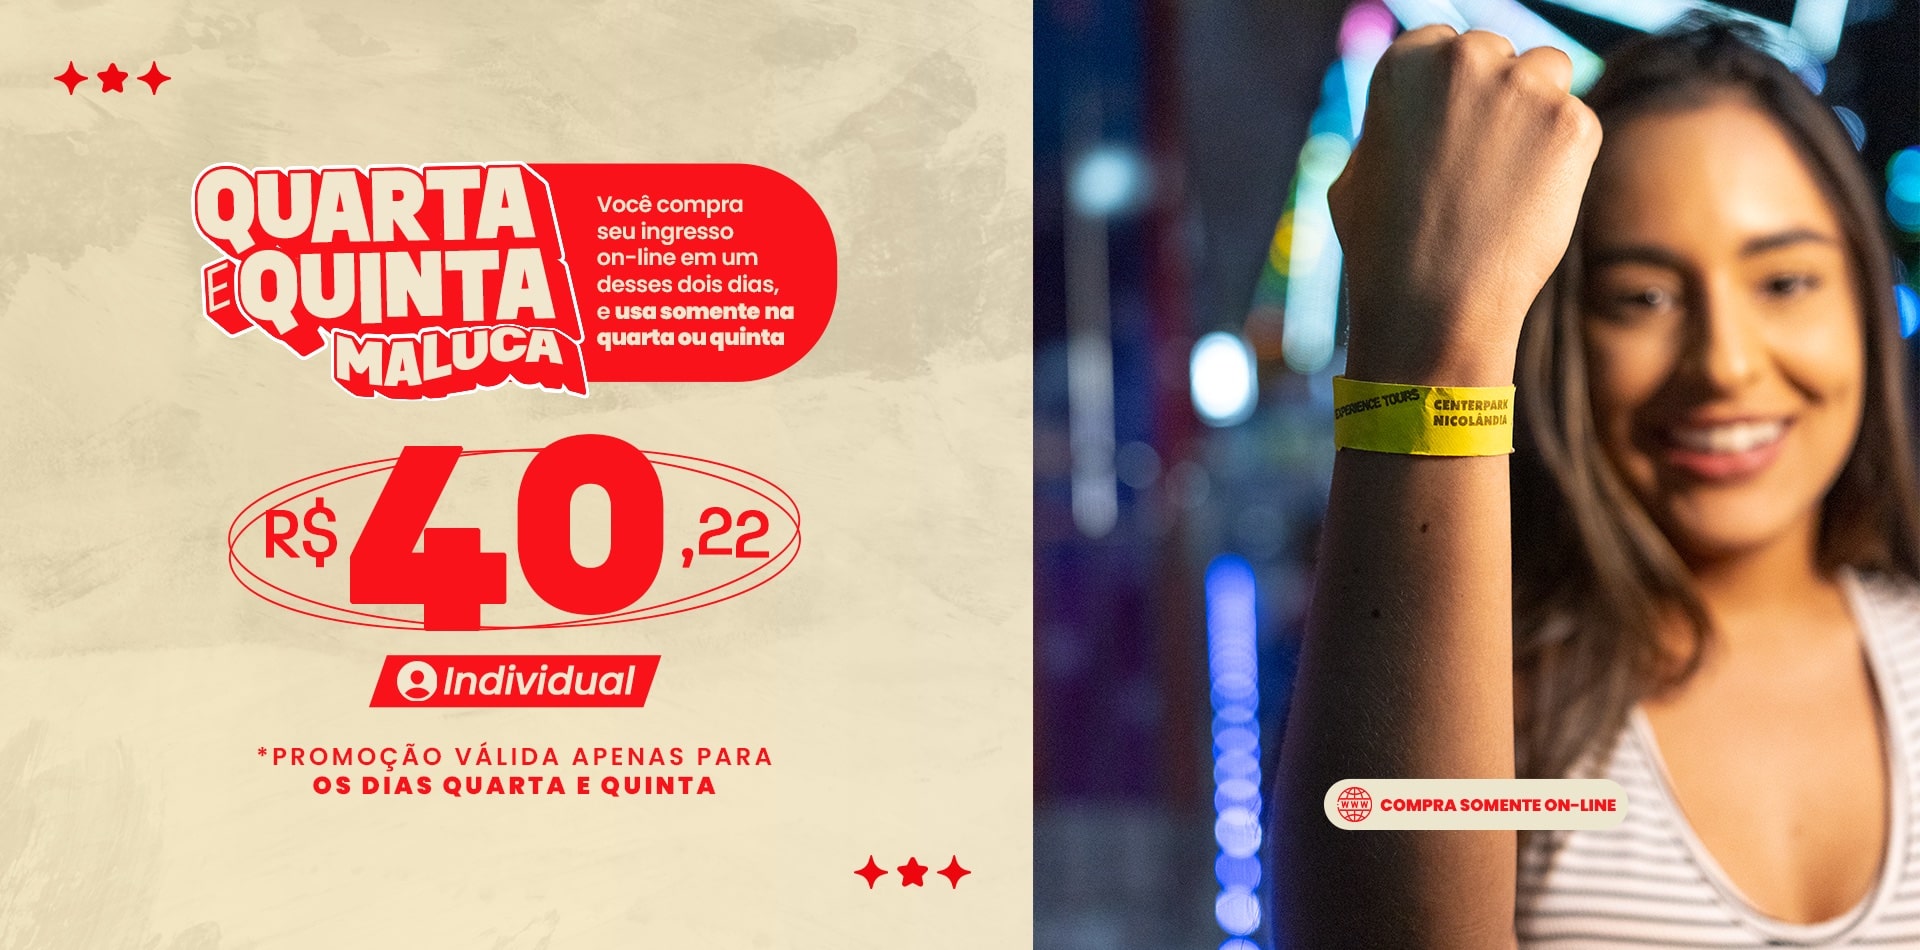 QUARTA
E QUINTA
MALUCA
Você compra
seu ingresso
on-line em um
desses dois dias,
e usa somente na
quarta ou quinta
R$ 40,22
Individual
*PROMOÇÃO VÁLIDA APENAS PARA
OS DIAS QUARTA E QUINTA
EXPERIENCE TOURS
CENTERPARK
NICOLÂNDIA
WWW
COMPRA SOMENTE ON-LINE